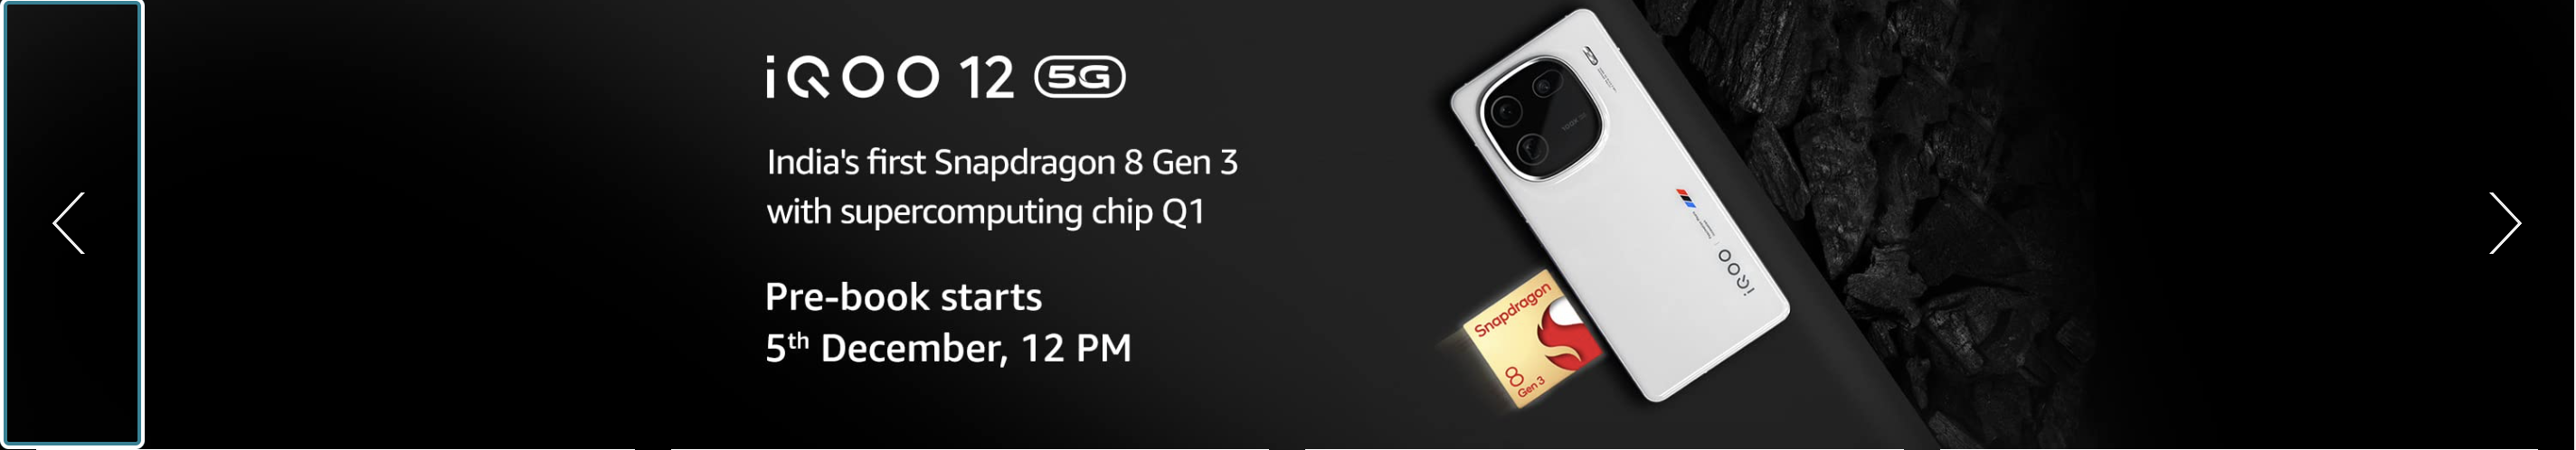 iQOO 12 5G
India's first Snapdragon 8 Gen 3
with supercomputing chip Q1
Pre-book starts
5th December, 12 PM
100X
iQOO
Snapdragon
8
Gen 3